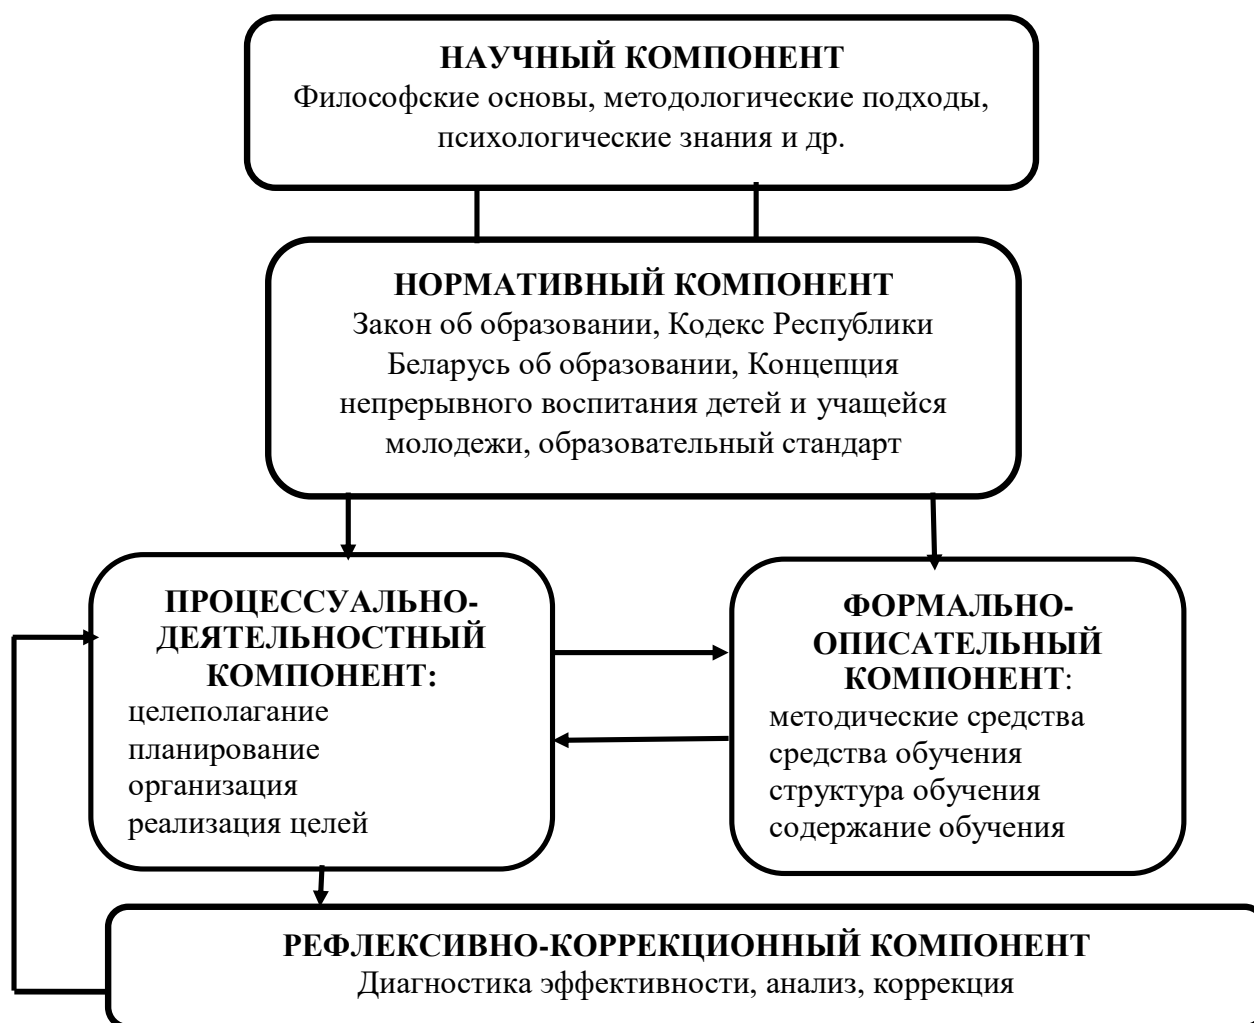 НАУЧНЫЙ КОМПОНЕНТ
Философские основы, методологические подходы,
психологические знания и др.
НОРМАТИВНЫЙ КОМПОНЕНТ
Закон об образовании, Кодекс Республики
Беларусь об образовании, Концепция
непрерывного воспитания детей и учащейся
молодежи, образовательный стандарт
ПРОЦЕССУАЛЬНО-
ДЕЯТЕЛЬНОСТНЫЙ
КОМПОНЕНТ:
целеполагание
планирование
организация
реализация целей
ФОРМАЛЬНО-
ОПИСАТЕЛЬНЫЙ
КОМПОНЕНТ:
методические средства
средства обучения
структура обучения
содержание обучения
РЕФЛЕКСИВНО-КОРРЕКЦИОННЫЙ КОМПОНЕНТ
Диагностика эффективности, анализ, коррекция